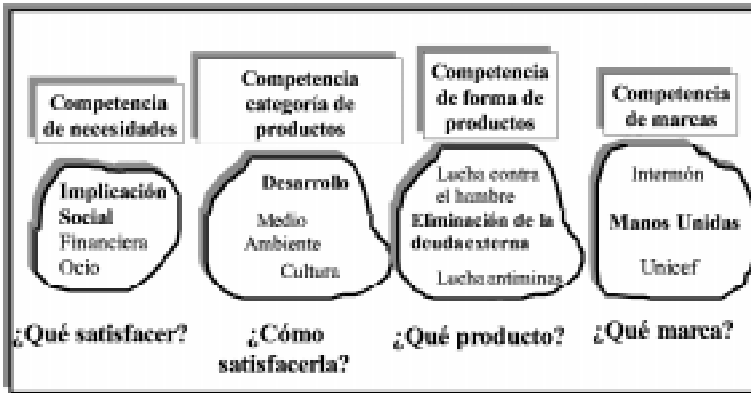 Competencia
de necesidades
Competencia
categoría de
productos
Competencia
de forma de
productos
Competencia
de marcas
Implicación
Social
Financiera
Ocio
Desarrollo
Medio
Ambiente
Cultura
Lucha contra
el hambre
Eliminación de la
deudaexterna
Lucha antiminas
Intermón
Manos Unidas
Unicef
¿Qué satisfacer?
¿Cómo
satisfacerla?
¿Qué producto?
¿Qué marca?